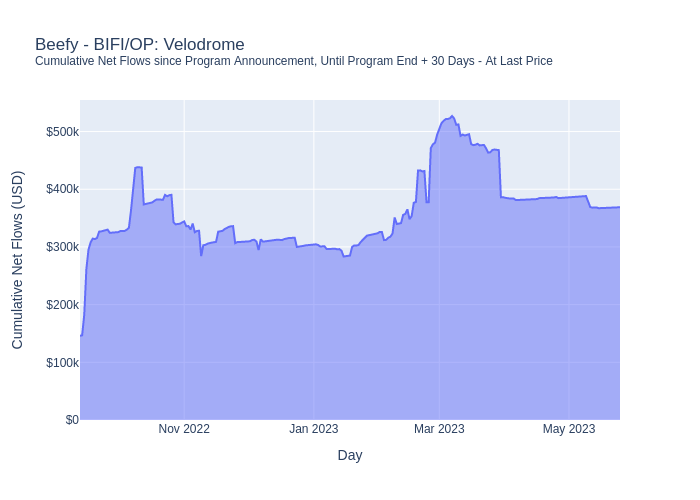 Beefy - BIFI/OP: Velodrome
Cumulative Net Flows since Program Announcement, Until Program End + 30 Days - At Last Price
Cumulative Net Flows (USD)
$500k
$400k
$300k
$200k
$100k
$0
Nov 2022
Jan 2023
Mar 2023
May 2023
Day